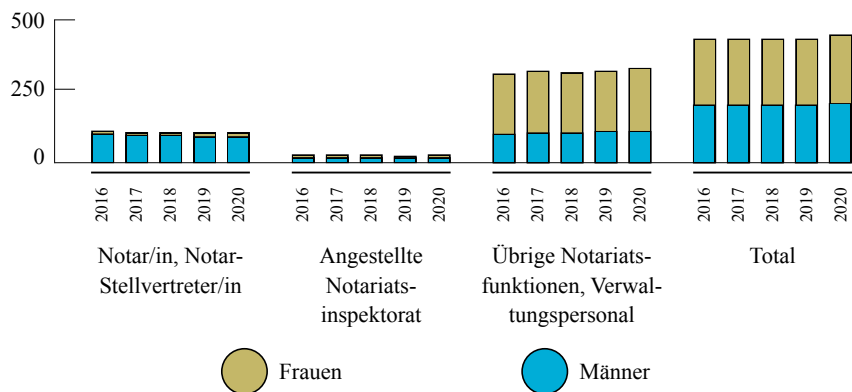 500
250
0
2016 2017 2018 2019 2020 2016 2017 2018 2019 2020 2016 2017 2018 2019 2020 2016 2017 2018 2019 2020
Notar/in, Notar-
Stellvertreter/in
Angestellte
Notariats-
inspektorat
Übrige Notariats-
funktionen, Verwal-
tungspersonal
Total
Frauen
Männer